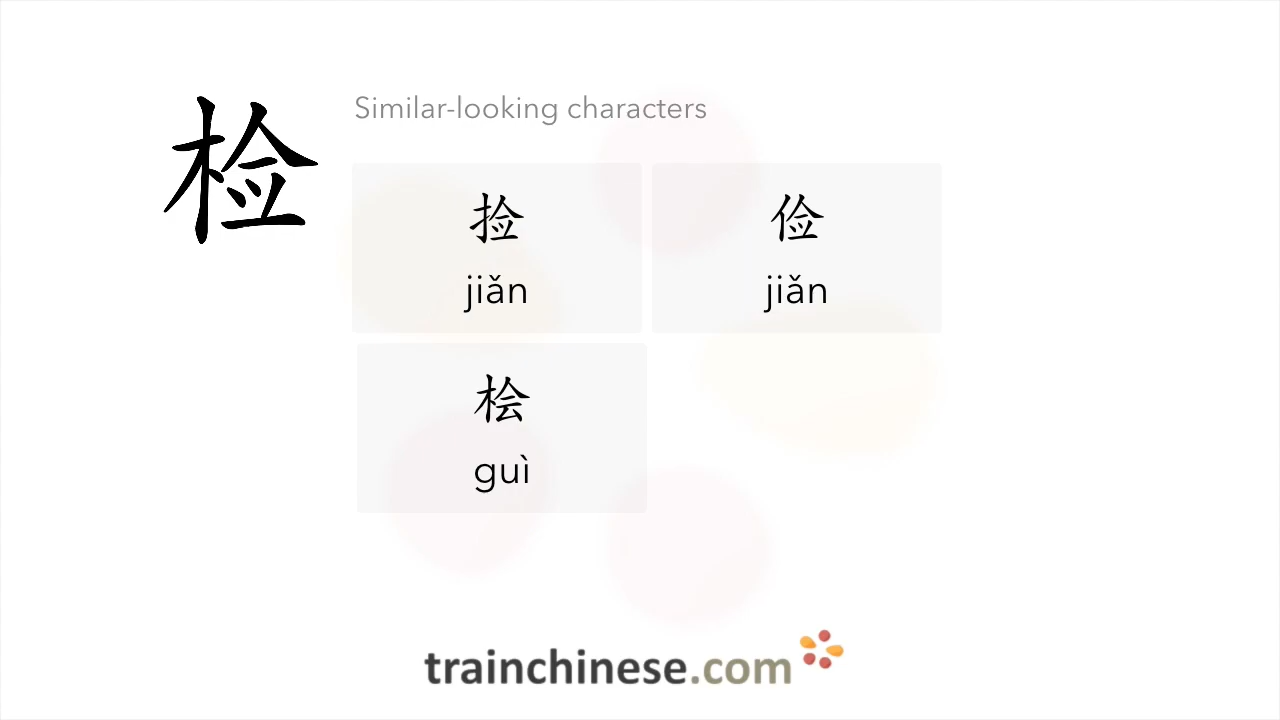 检
Similar-looking characters
捡 俭
jiǎn jiǎn
桧
guì
trainchinese.com